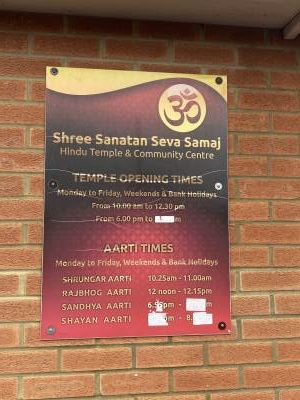 ॐ
Shree Sanatan Seva Samaj
Hindu Temple & Community Centre
TEMPLE OPENING TIMES
Monday to Friday, Weekends & Bank Holidays
From 10.00 am to 12.30 pm
From 6.00 pm to
AARTI TIMES
Monday to Friday, Weekends & Bank Holidays
SHRUNGAR AARTI 10.25am - 11.00am
RAJBHOG AARTI 12 noon - 12.15pm
SANDHYA AARTI
SHAYAN AARTI